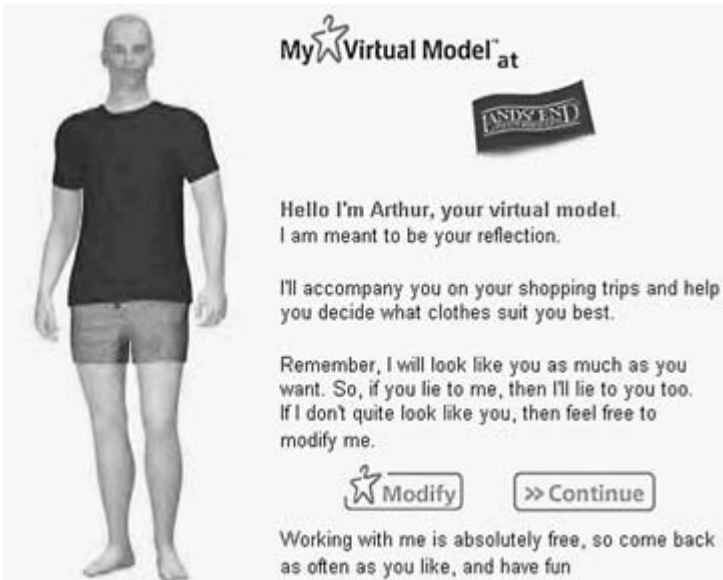 My Virtual Model™ at
LANDS' END
Hello I'm Arthur, your virtual model.
I am meant to be your reflection.
I'll accompany you on your shopping trips and help
you decide what clothes suit you best.
Remember, I will look like you as much as you
want. So, if you lie to me, then I'll lie to you too.
If I don't quite look like you, then feel free to
modify me.
Modify
>> Continue
Working with me is absolutely free, so come back
as often as you like, and have fun